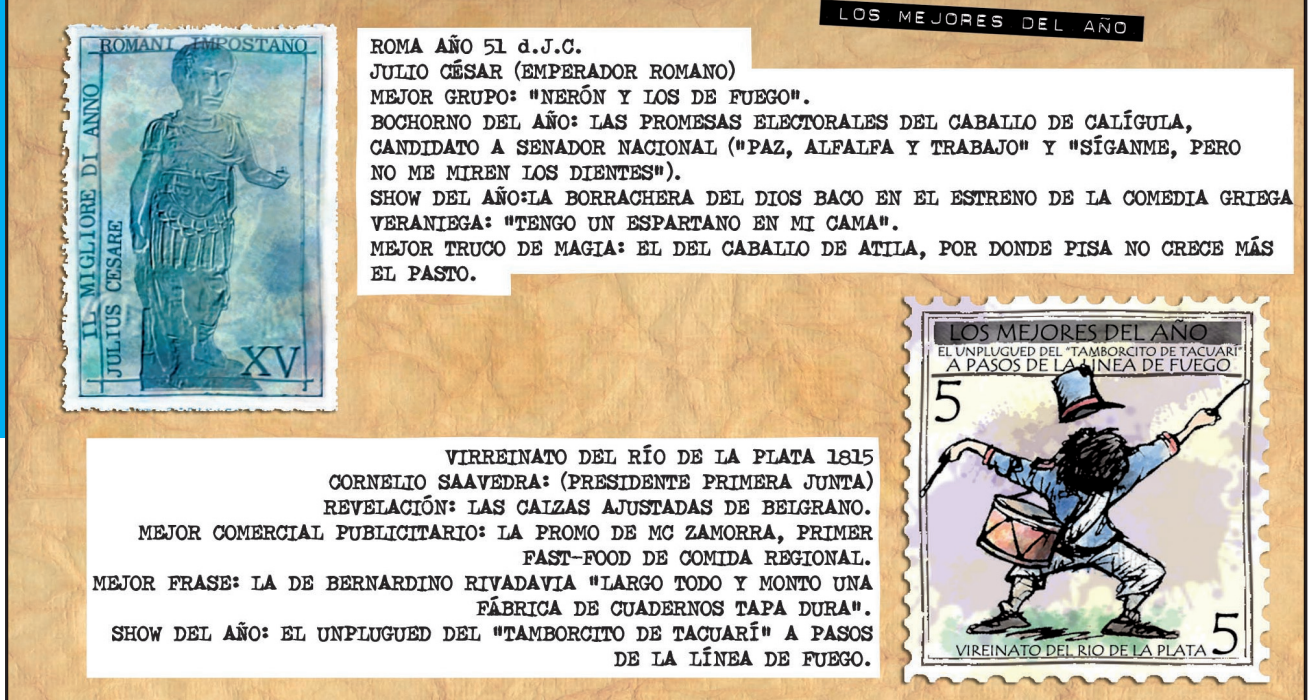 LOS MEJORES DEL AÑO
ROMANI IMPOSTANO
IL MIGLIORE DI ANNO
JULIUS CESARE
XV
ROMA AÑO 51 d.J.C.
JULIO CÉSAR (EMPERADOR ROMANO)
MEJOR GRUPO: "NERÓN Y LOS DE FUEGO".
BOCHORNO DEL AÑO: LAS PROMESAS ELECTORALES DEL CABALLO DE CALÍGULA,
CANDIDATO A SENADOR NACIONAL ("PAZ, ALFALFA Y TRABAJO" Y "SÍGANME, PERO
NO ME MIREN LOS DIENTES").
SHOW DEL AÑO:LA BORRACHERA DEL DIOS BACO EN EL ESTRENO DE LA COMEDIA GRIEGA
VERANIEGA: "TENGO UN ESPARTANO EN MI CAMA".
MEJOR TRUCO DE MAGIA: EL DEL CABALLO DE ATILA, POR DONDE PISA NO CRECE MÁS
EL PASTO.
LOS MEJORES DEL AÑO
EL UNPLUGUED DEL "TAMBORCITO DE TACUARÍ"
A PASOS DE LA LINEA DE FUEGO
5
5
VIREINATO DEL RIO DE LA PLATA
VIRREINATO DEL RÍO DE LA PLATA 1815
CORNELIO SAAVEDRA: (PRESIDENTE PRIMERA JUNTA)
REVELACIÓN: LAS CALZAS AJUSTADAS DE BELGRANO.
MEJOR COMERCIAL PUBLICITARIO: LA PROMO DE MC ZAMORRA, PRIMER
FAST-FOOD DE COMIDA REGIONAL.
MEJOR FRASE: LA DE BERNARDINO RIVADAVIA "LARGO TODO Y MONTO UNA
FÁBRICA DE CUADERNOS TAPA DURA".
SHOW DEL AÑO: EL UNPLUGUED DEL "TAMBORCITO DE TACUARÍ" A PASOS
DE LA LÍNEA DE FUEGO.